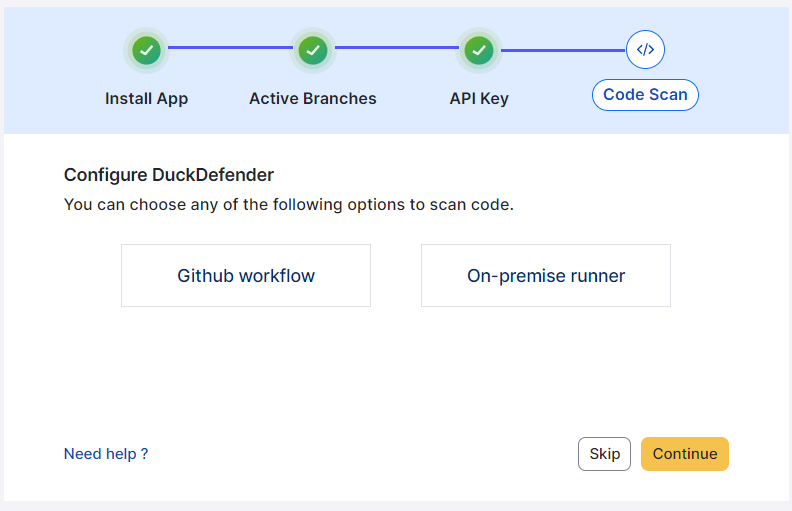 Install App
Active Branches
API Key
</>
Code Scan
Configure DuckDefender
You can choose any of the following options to scan code.
Github workflow
On-premise runner
Need help ?
Skip
Continue